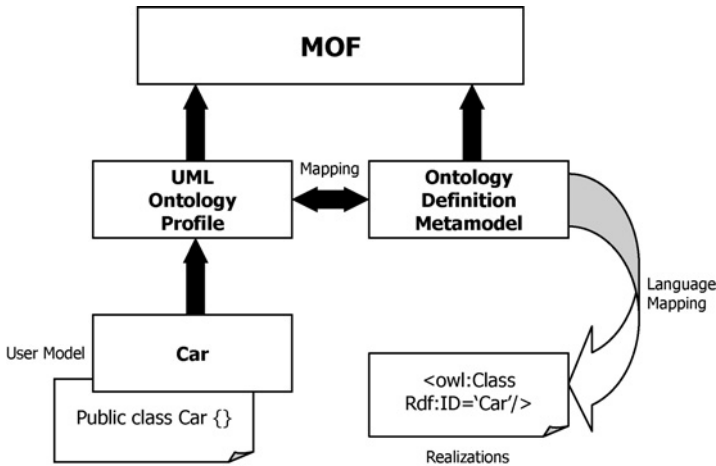 MOF
Mapping
UML
Ontology
Profile
Ontology
Definition
Metamodel
Language
Mapping
User Model
Car
Public class Car {}
<owl:Class
Rdf:ID=‘Car’/>
Realizations